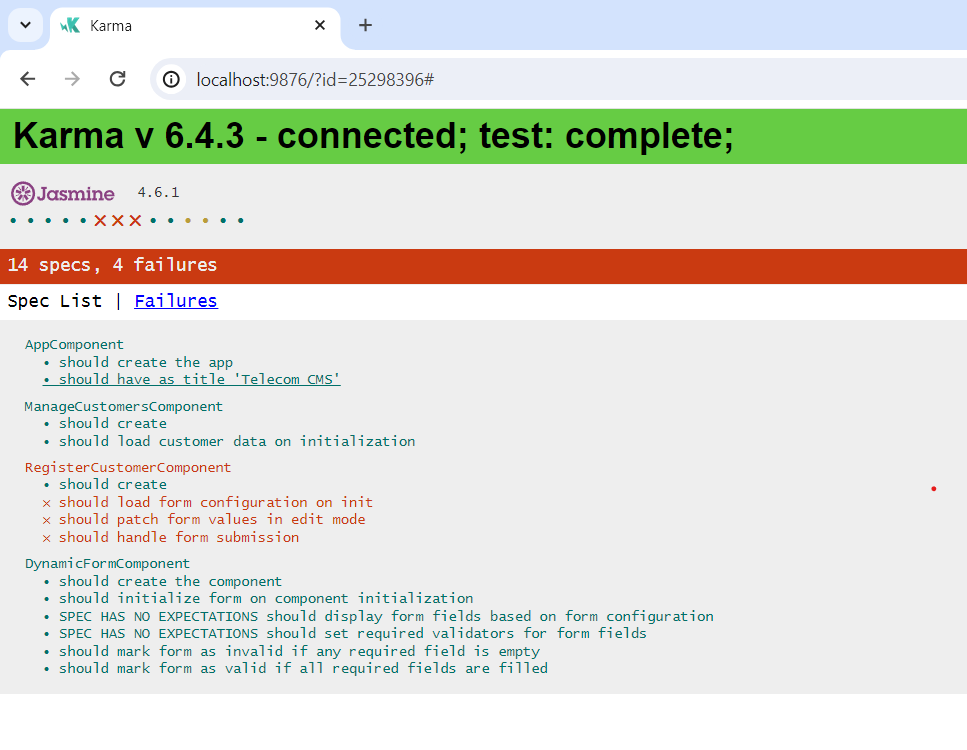 Karma
localhost:9876/?id=25298396#
Karma v 6.4.3 - connected; test: complete;
Jasmine 4.6.1
• • • • • × × × • • • • • •
14 specs, 4 failures
Spec List | Failures
AppComponent
• should create the app
• should have as title 'Telecom CMS'
ManageCustomersComponent
• should create
• should load customer data on initialization
RegisterCustomerComponent
• should create
× should load form configuration on init
× should patch form values in edit mode
× should handle form submission
DynamicFormComponent
• should create the component
• should initialize form on component initialization
• SPEC HAS NO EXPECTATIONS should display form fields based on form configuration
• SPEC HAS NO EXPECTATIONS should set required validators for form fields
• should mark form as invalid if any required field is empty
• should mark form as valid if all required fields are filled